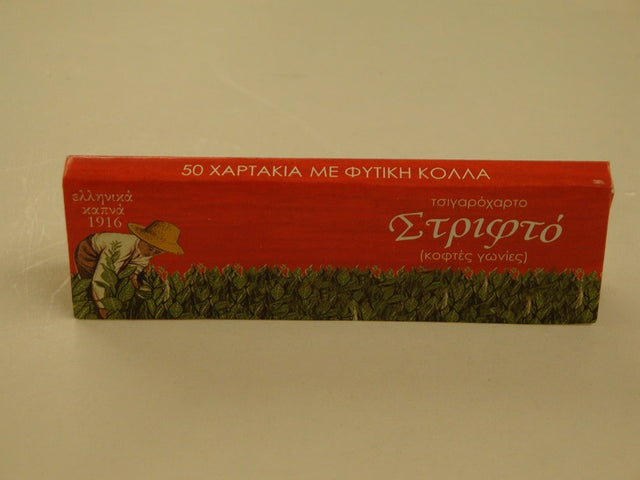 50 ΧΑΡΤΑΚΙΑ ΜΕ ΦΥΤΙΚΗ ΚΟΛΛΑ
ελληνικά
καπνά
1916
τσιγαρόχαρτο
Στριφτό
(κοφτές γωνίες)